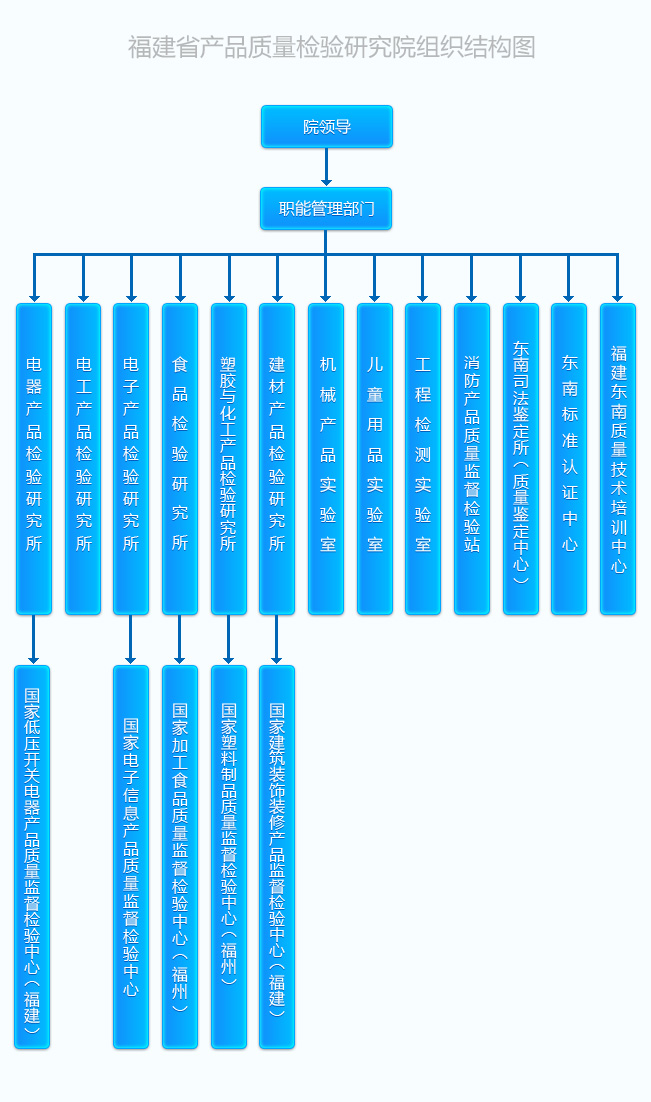 福建省产品质量检验研究院组织结构图
院领导
职能管理部门
电器产品检验研究所
电工产品检验研究所
电子产品检验研究所
食品检验研究所
塑胶与化工产品检验研究所
建材产品检验研究所
机械产品实验室
儿童用品实验室
工程检测实验室
消防产品质量监督检验站
东南司法鉴定所（质量鉴定中心）
东南标准认证中心
福建东南质量技术培训中心
国家低压开关电器产品质量监督检验中心（福建）
国家电子信息产品质量监督检验中心
国家加工食品质量监督检验中心（福州）
国家塑料制品质量监督检验中心（福州）
国家建筑装饰装修产品监督检验中心（福建）